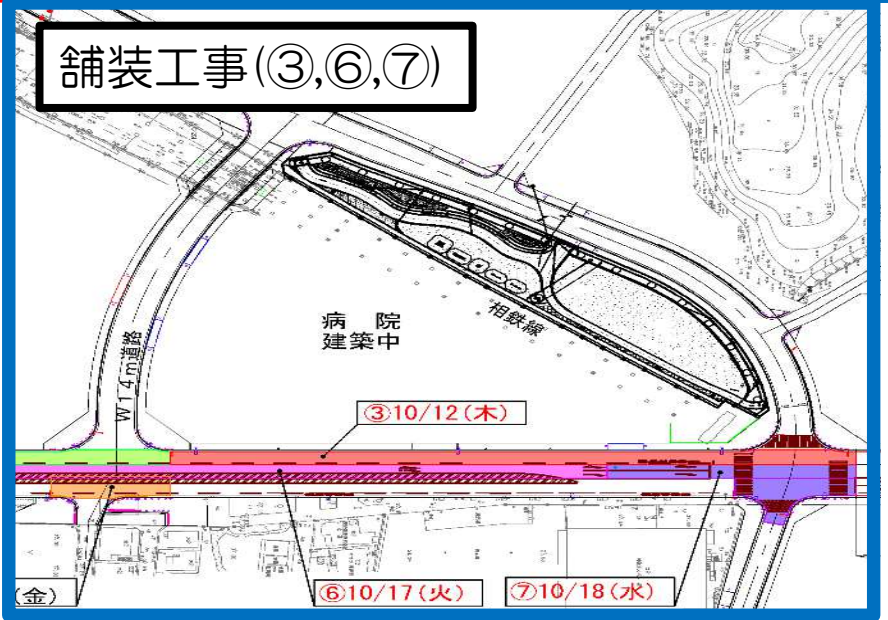 舗装工事(③,⑥,⑦)
病 院
建築中
相鉄線
W14m道路
③10/12(木)
(金)
⑥10/17(火)
⑦10/18(水)